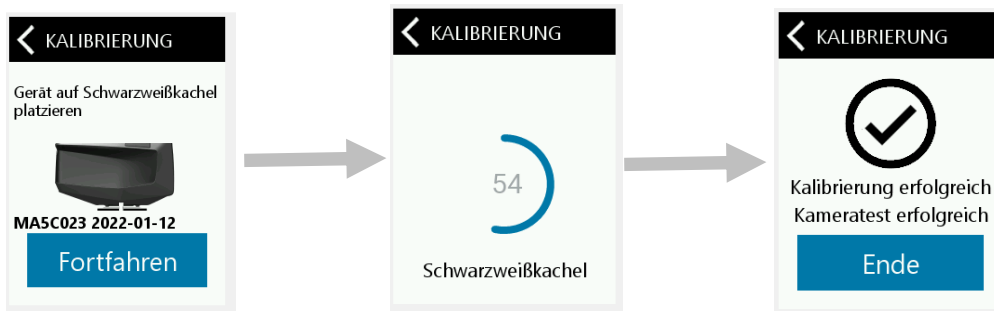 KALIBRIERUNG
Gerät auf Schwarzweißkachel
platzieren
MA5C023 2022-01-12
Fortfahren
KALIBRIERUNG
54
Schwarzweißkachel
KALIBRIERUNG
Kalibrierung erfolgreich
Kameratest erfolgreich
Ende